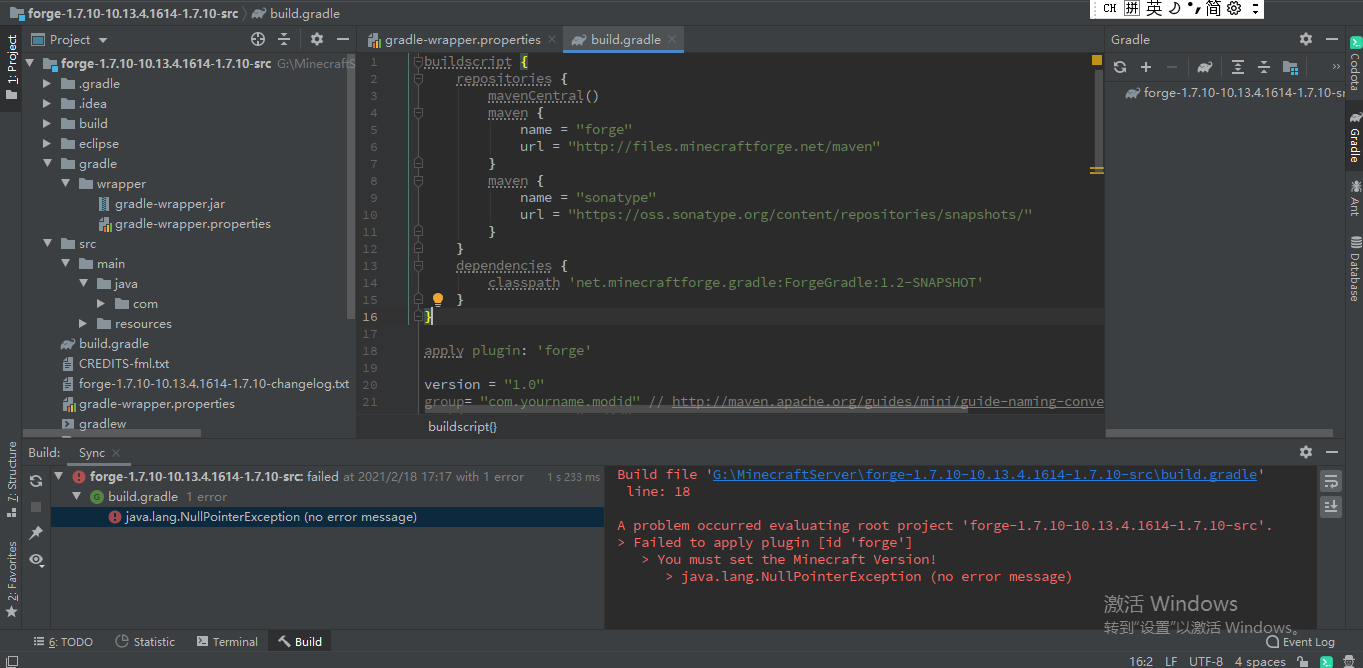 forge-1.7.10-10.13.4.1614-1.7.10-src
build.gradle
CH 拼 英 简
1: Project
Project
gradle-wrapper.properties
build.gradle
Gradle
forge-1.7.10-10.13.4.1614-1.7.10-src G:\MinecraftS
.gradle
.idea
build
eclipse
gradle
wrapper
gradle-wrapper.jar
gradle-wrapper.properties
src
main
java
com
resources
build.gradle
CREDITS-fml.txt
forge-1.7.10-10.13.4.1614-1.7.10-changelog.txt
gradle-wrapper.properties
gradlew
1 buildscript {
2 repositories {
3 mavenCentral()
4 maven {
5 name = "forge"
6 url = "http://files.minecraftforge.net/maven"
7 }
8 maven {
9 name = "sonatype"
10 url = "https://oss.sonatype.org/content/repositories/snapshots/"
11 }
12 }
13 dependencies {
14 classpath 'net.minecraftforge.gradle:ForgeGradle:1.2-SNAPSHOT'
15 }
16 }
17
18 apply plugin: 'forge'
19
20 version = "1.0"
21 group= "com.yourname.modid" // http://maven.apache.org/guides/mini/guide-naming-conve
buildscript{}
forge-1.7.10-10.13.4.1614-1.7.10-sr
Codota
Gradle
Ant
Database
Build:
Sync
forge-1.7.10-10.13.4.1614-1.7.10-src: failed at 2021/2/18 17:17 with 1 error
1 s 233 ms
build.gradle 1 error
java.lang.NullPointerException (no error message)
Build file 'G:\MinecraftServer\forge-1.7.10-10.13.4.1614-1.7.10-src\build.gradle'
line: 18
A problem occurred evaluating root project 'forge-1.7.10-10.13.4.1614-1.7.10-src'.
> Failed to apply plugin [id 'forge']
> You must set the Minecraft Version!
> java.lang.NullPointerException (no error message)
激活 Windows
转到"设置"以激活 Windows。
7: Structure
2: Favorites
6: TODO
Statistic
Terminal
Build
Event Log
16:2 LF UTF-8 4 spaces